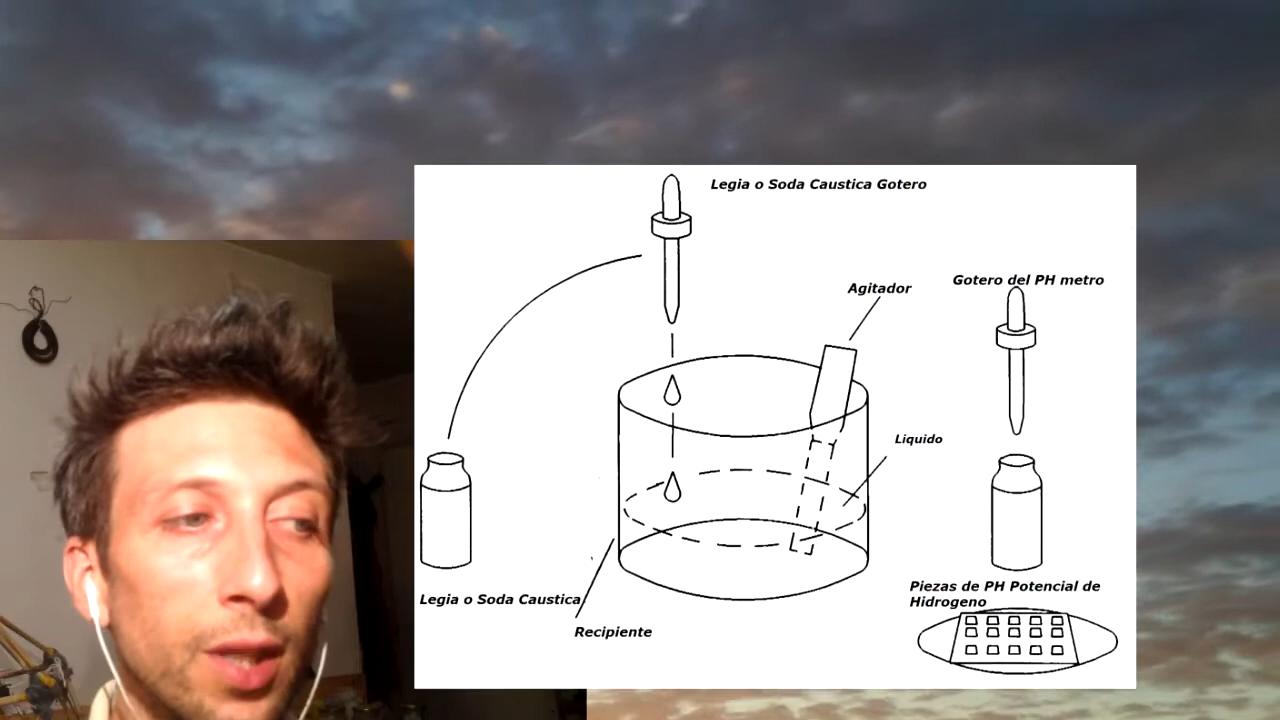 Legia o Soda Caustica Gotero
Gotero del PH metro
Agitador
Liquido
Piezas de PH Potencial de
Hidrogeno
Legia o Soda Caustica
Recipiente